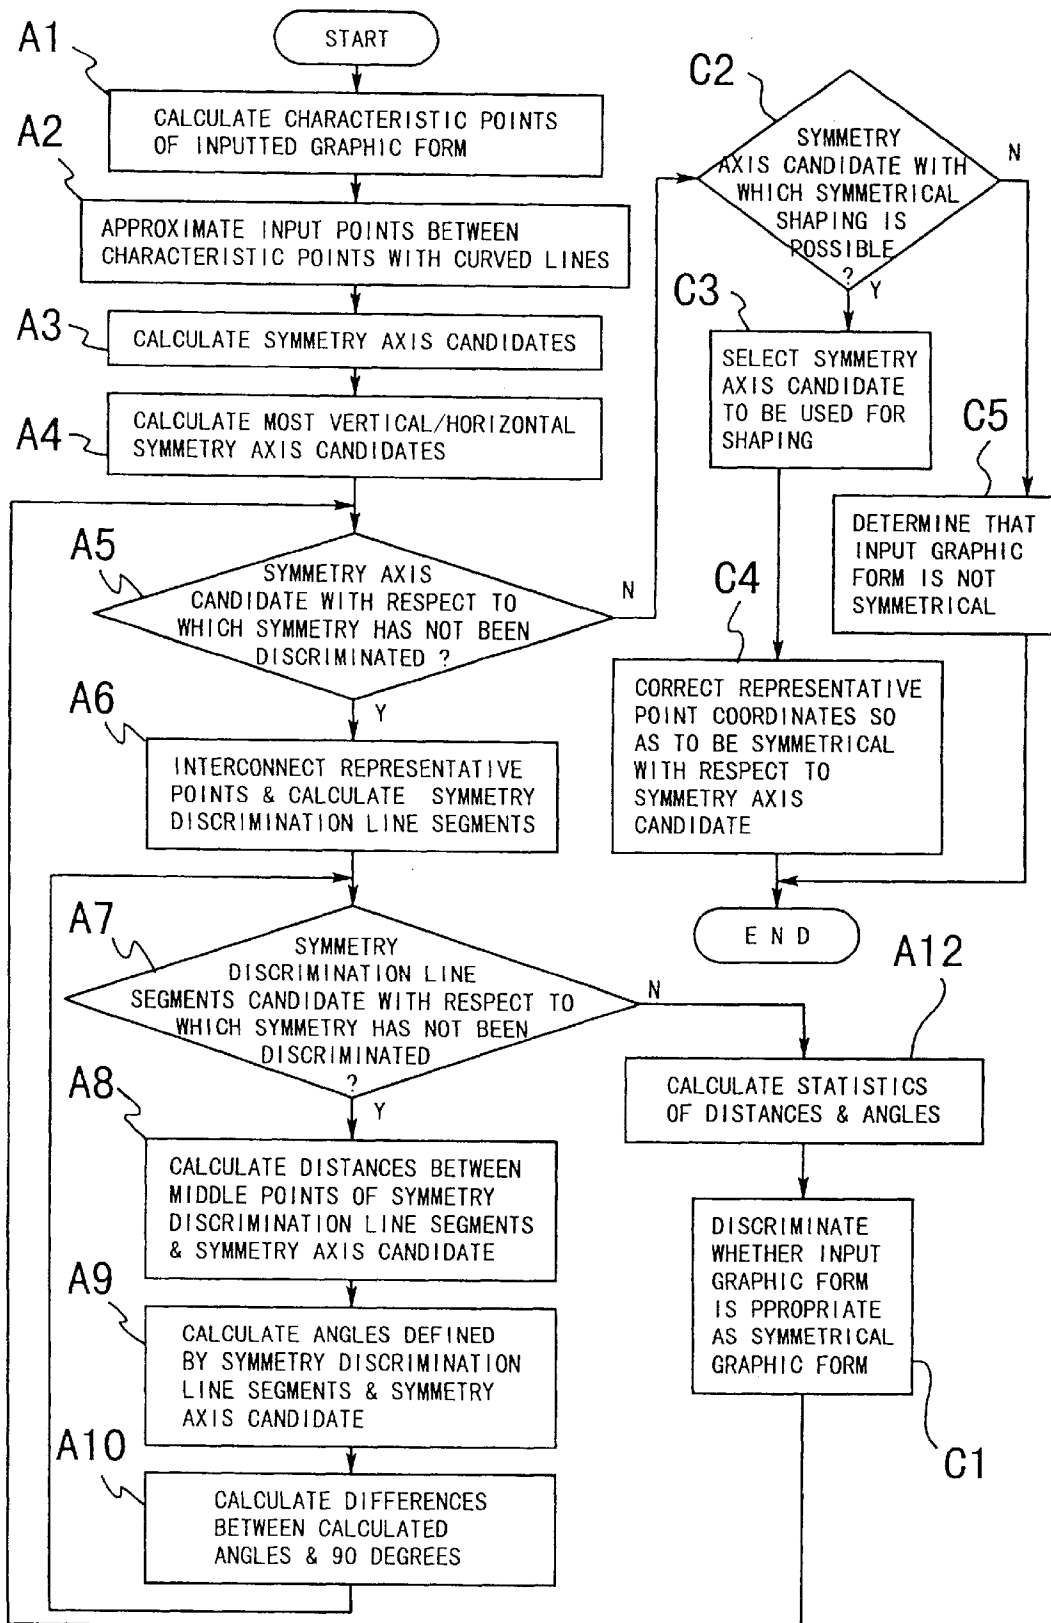 START
A1
CALCULATE CHARACTERISTIC POINTS
OF INPUTTED GRAPHIC FORM
A2
APPROXIMATE INPUT POINTS BETWEEN
CHARACTERISTIC POINTS WITH CURVED LINES
A3
CALCULATE SYMMETRY AXIS CANDIDATES
A4
CALCULATE MOST VERTICAL/HORIZONTAL
SYMMETRY AXIS CANDIDATES
A5
SYMMETRY AXIS
CANDIDATE WITH RESPECT TO
WHICH SYMMETRY HAS NOT BEEN
DISCRIMINATED ?
N
Y
A6
INTERCONNECT REPRESENTATIVE
POINTS & CALCULATE SYMMETRY
DISCRIMINATION LINE SEGMENTS
A7
SYMMETRY
DISCRIMINATION LINE
SEGMENTS CANDIDATE WITH RESPECT TO
WHICH SYMMETRY HAS NOT BEEN
DISCRIMINATED
?
N
Y
A8
CALCULATE DISTANCES BETWEEN
MIDDLE POINTS OF SYMMETRY
DISCRIMINATION LINE SEGMENTS
& SYMMETRY AXIS CANDIDATE
A9
CALCULATE ANGLES DEFINED
BY SYMMETRY DISCRIMINATION
LINE SEGMENTS & SYMMETRY
AXIS CANDIDATE
A10
CALCULATE DIFFERENCES
BETWEEN CALCULATED
ANGLES & 90 DEGREES
C2
SYMMETRY
AXIS CANDIDATE WITH
WHICH SYMMETRICAL
SHAPING IS
POSSIBLE
?
N
Y
C3
SELECT SYMMETRY
AXIS CANDIDATE
TO BE USED FOR
SHAPING
C5
DETERMINE THAT
INPUT GRAPHIC
FORM IS NOT
SYMMETRICAL
C4
CORRECT REPRESENTATIVE
POINT COORDINATES SO
AS TO BE SYMMETRICAL
WITH RESPECT TO
SYMMETRY AXIS
CANDIDATE
END
A12
CALCULATE STATISTICS
OF DISTANCES & ANGLES
DISCRIMINATE
WHETHER INPUT
GRAPHIC FORM
IS PPROPRIATE
AS SYMMETRICAL
GRAPHIC FORM
C1